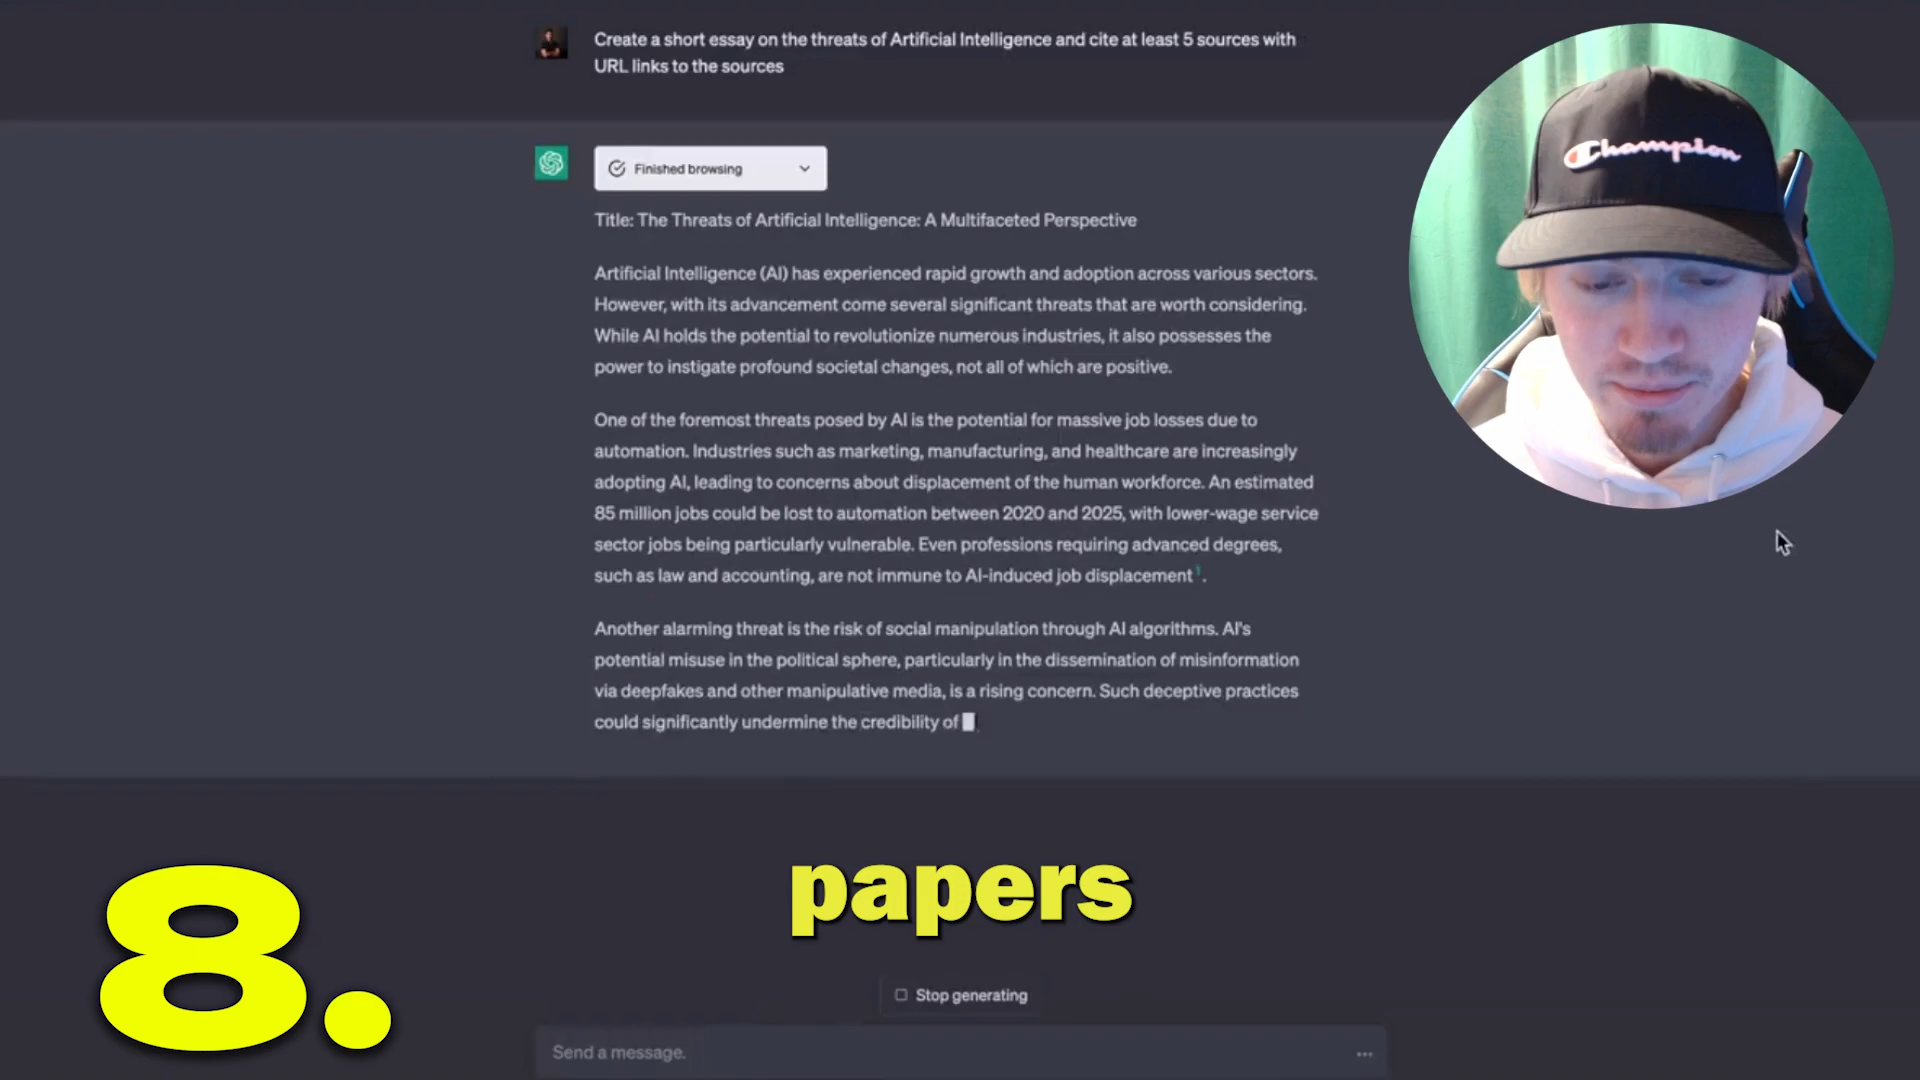 Create a short essay on the threats of Artificial Intelligence and cite at least 5 sources with
URL links to the sources
Champion
Finished browsing
Title: The Threats of Artificial Intelligence: A Multifaceted Perspective
Artificial Intelligence (AI) has experienced rapid growth and adoption across various sectors.
However, with its advancement come several significant threats that are worth considering.
While AI holds the potential to revolutionize numerous industries, it also possesses the
power to instigate profound societal changes, not all of which are positive.
One of the foremost threats posed by AI is the potential for massive job losses due to
automation. Industries such as marketing, manufacturing, and healthcare are increasingly
adopting AI, leading to concerns about displacement of the human workforce. An estimated
85 million jobs could be lost to automation between 2020 and 2025, with lower-wage service
sector jobs being particularly vulnerable. Even professions requiring advanced degrees,
such as law and accounting, are not immune to AI-induced job displacement¹.
Another alarming threat is the risk of social manipulation through AI algorithms. AI's
potential misuse in the political sphere, particularly in the dissemination of misinformation
via deepfakes and other manipulative media, is a rising concern. Such deceptive practices
could significantly undermine the credibility of
8.
papers
Stop generating
Send a message.